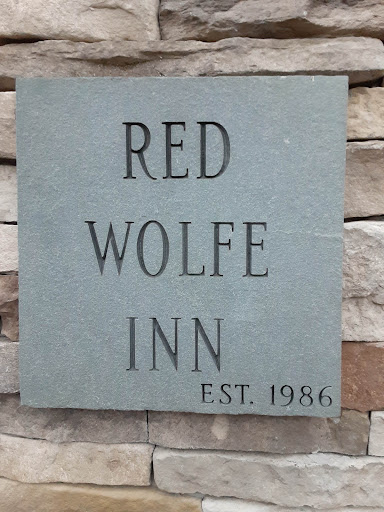 RED
WOLFE
INN
EST. 1986